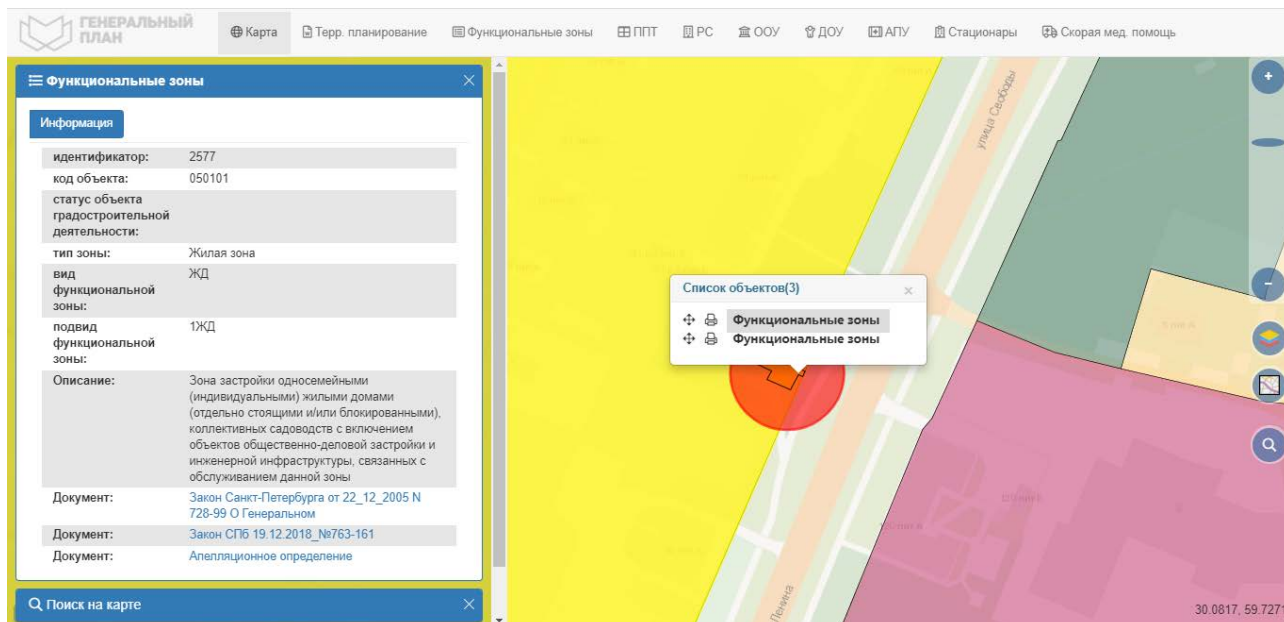 ГЕНЕРАЛЬНЫЙ
ПЛАН
Карта
Терр. планирование
Функциональные зоны
ППТ
РС
ООУ
ДОУ
АПУ
Стационары
Скорая мед. помощь
Функциональные зоны
Информация
идентификатор: 2577
код объекта: 050101
статус объекта
градостроительной
деятельности:
тип зоны: Жилая зона
вид ЖД
функциональной
зоны:
подвид 1ЖД
функциональной
зоны:
Описание: Зона застройки односемейными
(индивидуальными) жилыми домами
(отдельно стоящими и/или блокированными),
коллективных садоводств с включением
объектов общественно-деловой застройки и
инженерной инфраструктуры, связанных с
обслуживанием данной зоны
Документ: Закон Санкт-Петербурга от 22_12_2005 N
728-99 О Генеральном
Документ: Закон СПб 19.12.2018_№763-161
Документ: Апелляционное определение
Поиск на карте
улица Свободы
Список объектов(3)
Функциональные зоны
Функциональные зоны
Ленина
30.0817, 59.7271